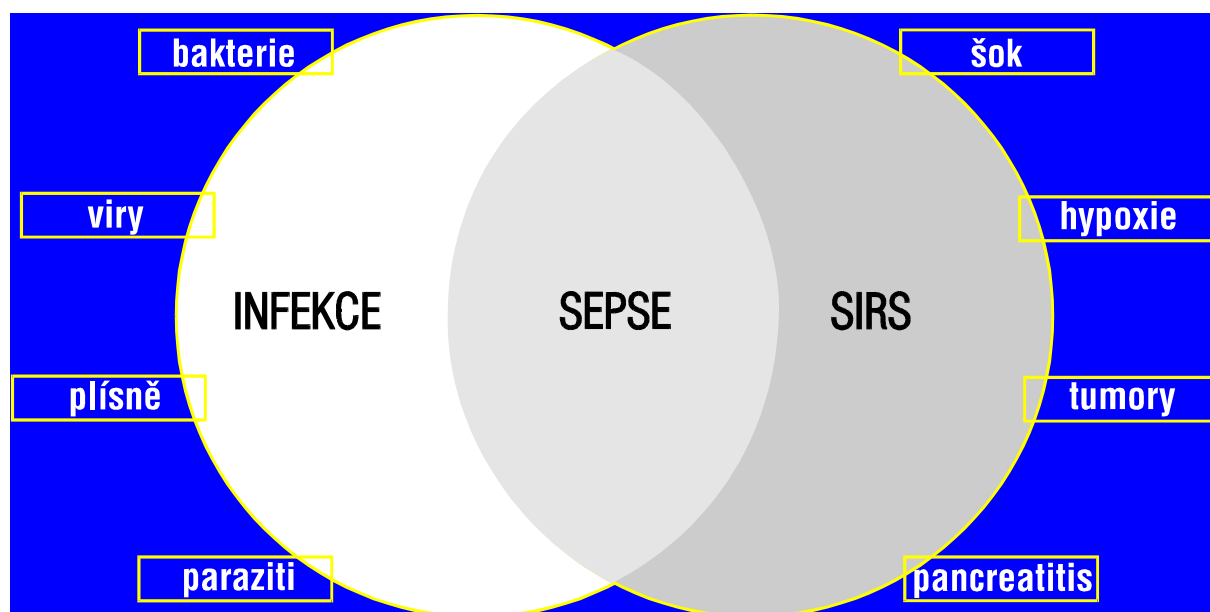 bakterie
šok
viry
hypoxie
INFEKCE
SEPSE
SIRS
plísně
tumory
paraziti
pancreatitis